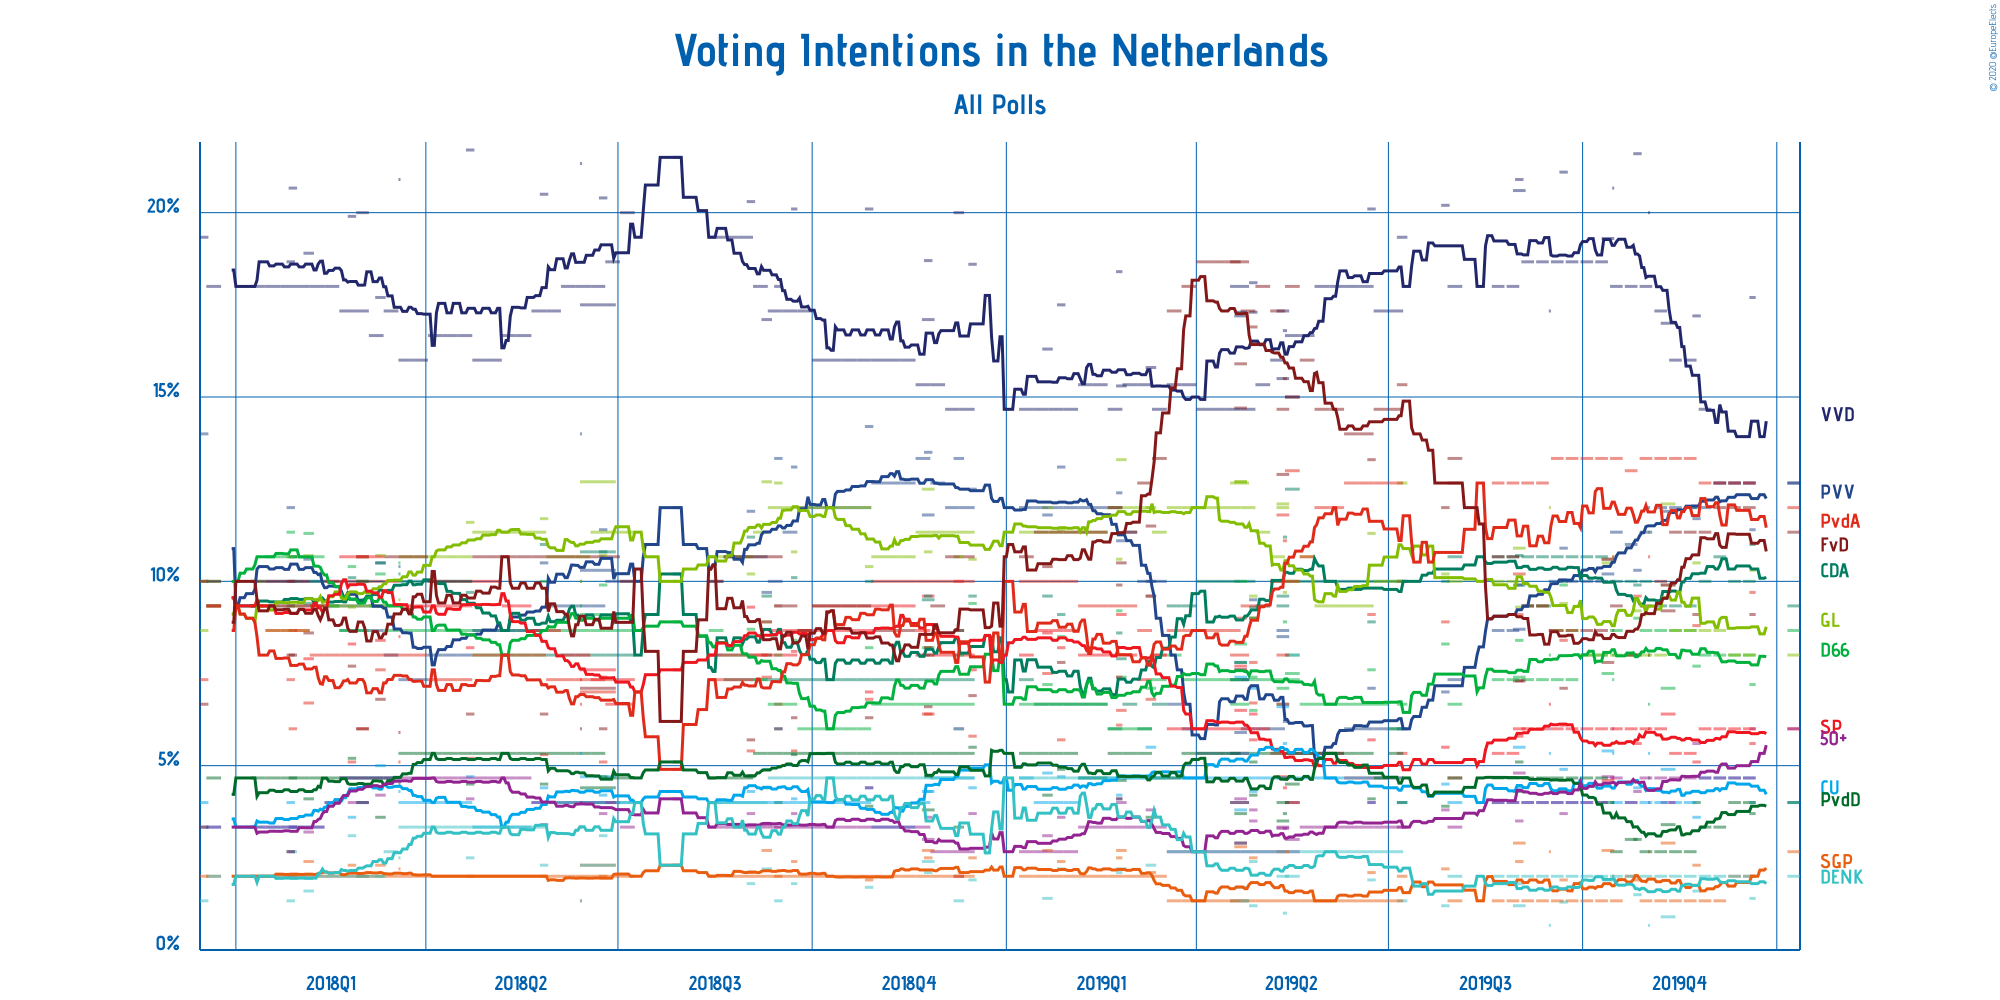 Voting Intentions in the Netherlands
All Polls
© 2020 @EuropeElects
20%
15%
10%
5%
0%
VVD
PVV
PvdA
FvD
CDA
GL
D66
SP
50+
CU
PvdD
SGP
DENK
2018Q1
2018Q2
2018Q3
2018Q4
2019Q1
2019Q2
2019Q3
2019Q4